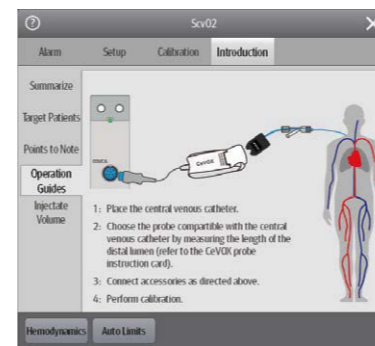 ScvO2
Alarm
Setup
Calibration
Introduction
Summarize
Target Patients
Points to Note
Operation
Guides
Injectate
Volume
CeVOX
1: Place the central venous catheter.
2: Choose the probe compartible with the central
venous catheter by measuring the length of the
distal lumen (refer to the CeVOX probe
instruction card).
3: Connect accessories as directed above.
4: Perform calibration.
Hemodynamics
Auto Limits